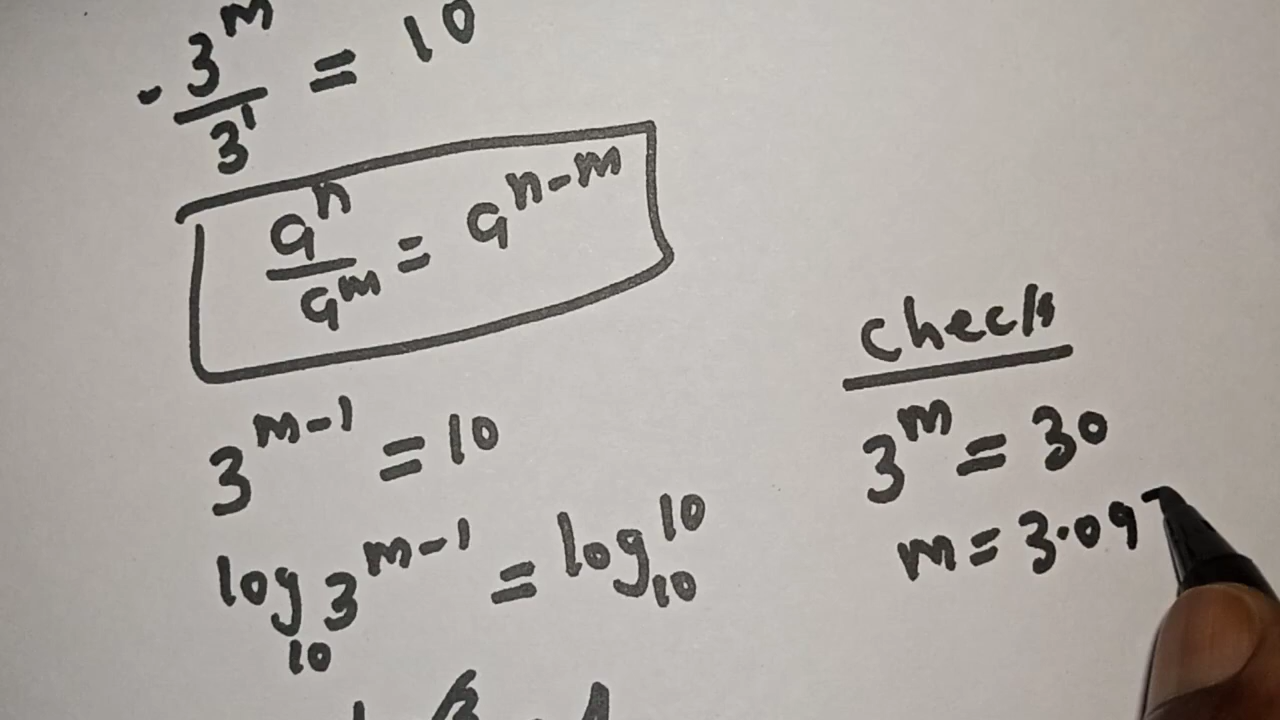 3^m/3^1 = 10
a^n/a^m = a^(n-m)
3^(m-1) = 10
log_10 3^(m-1) = log_10 10
check
3^m = 30
m = 3.09